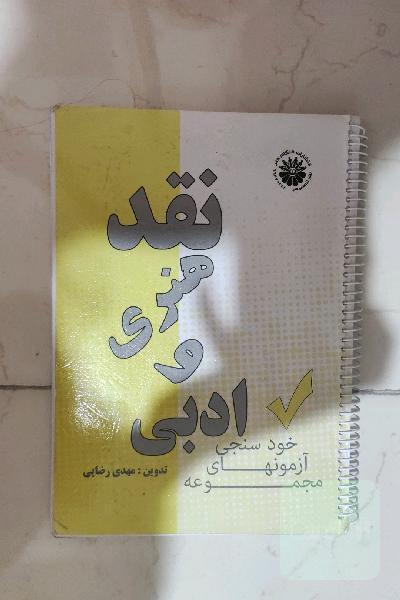 نقد
هنری
و
ادبی
خود سنجی
آزمونهای
مجموعه
تدوین : مهدی رضایی